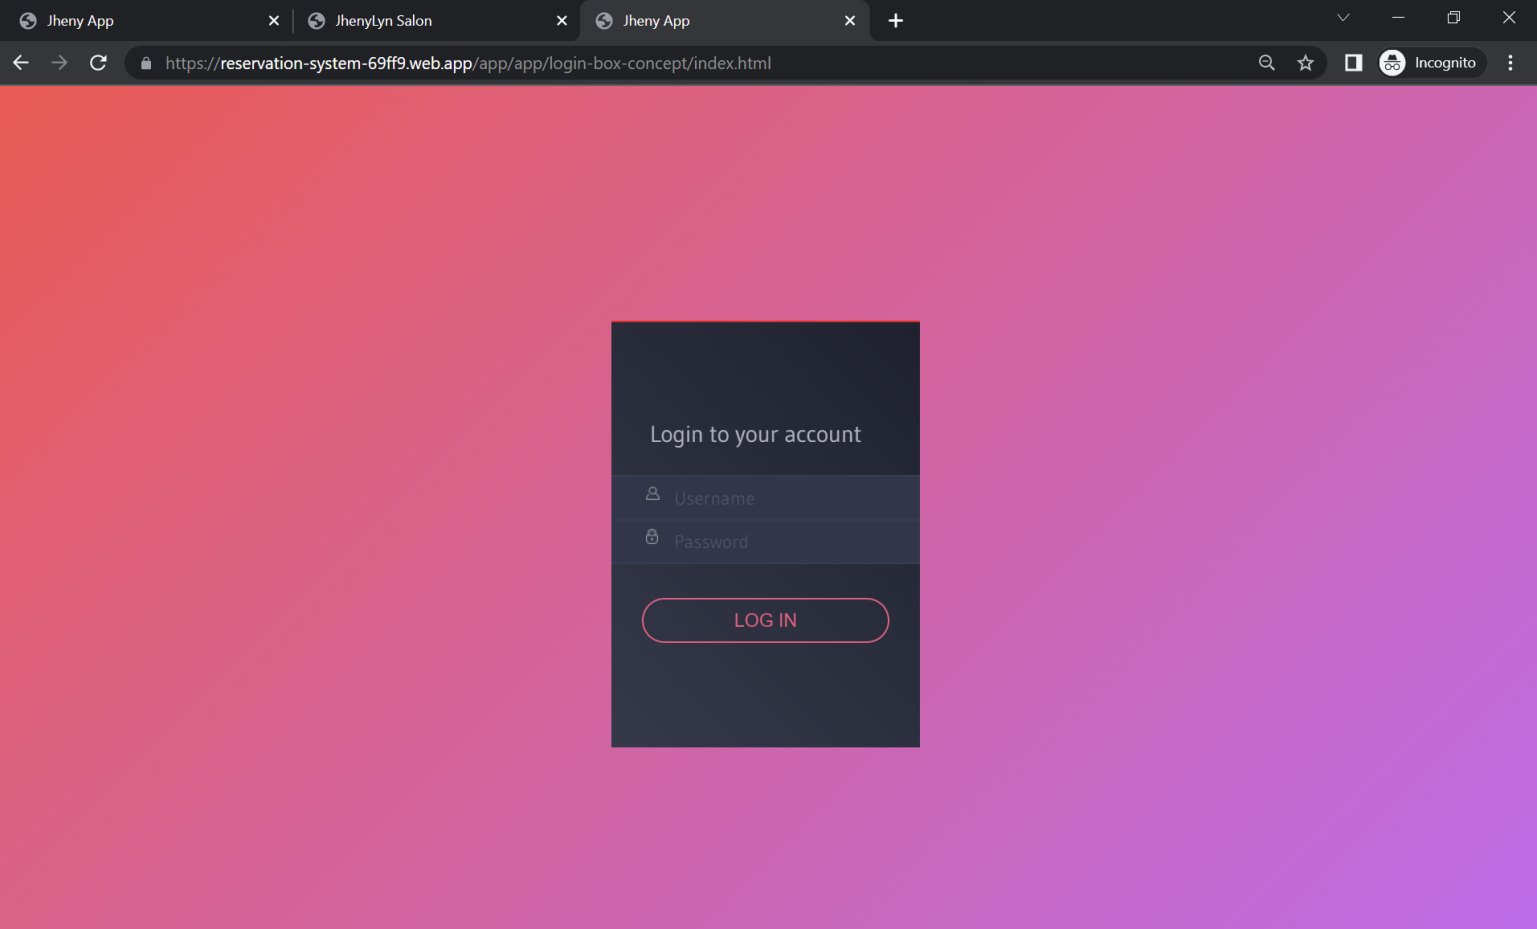 Jheny App
JhenyLyn Salon
Jheny App
https://reservation-system-69ff9.web.app/app/app/login-box-concept/index.html
Incognito
Login to your account
Username
Password
LOG IN